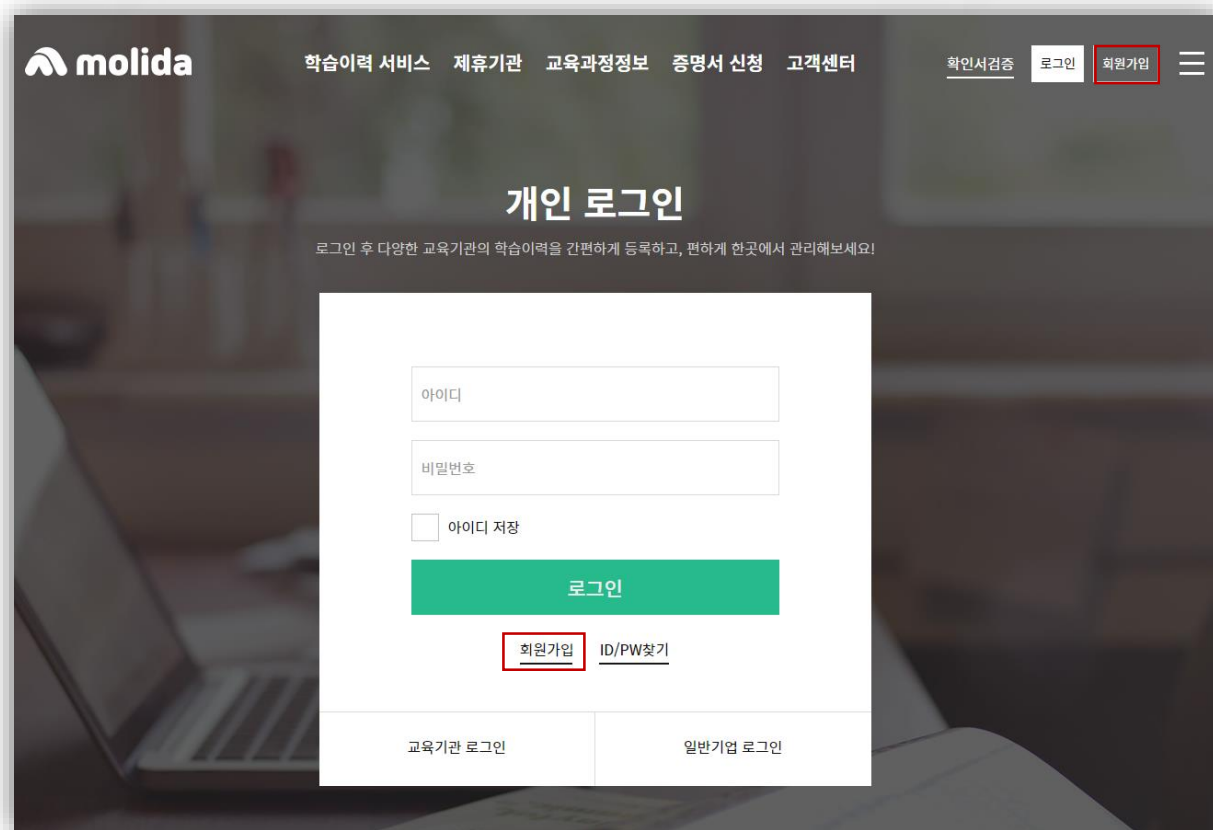 molida 학습이력 서비스 제휴기관 교육과정정보 증명서 신청 고객센터 확인서검증 로그인 회원가입
개인 로그인
로그인 후 다양한 교육기관의 학습이력을 간편하게 등록하고, 편하게 한곳에서 관리해보세요!
아이디
비밀번호
아이디 저장
로그인
회원가입 ID/PW찾기
교육기관 로그인 일반기업 로그인